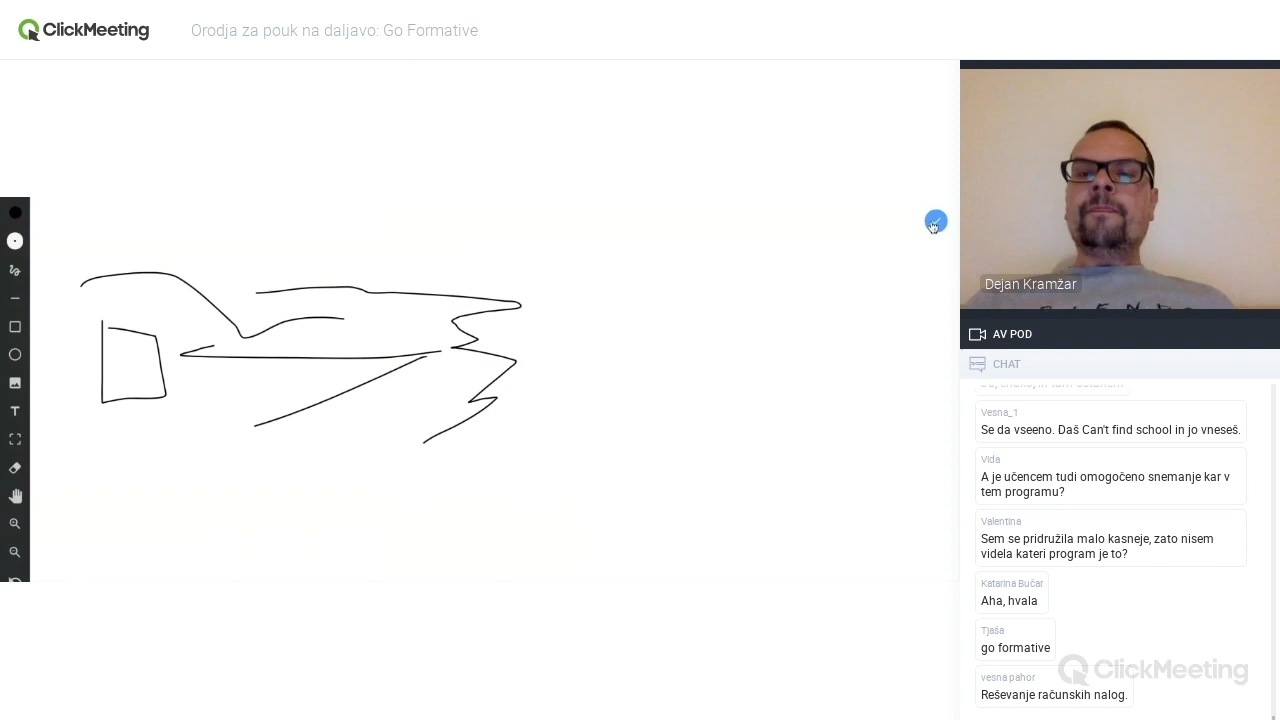 ClickMeeting
Orodja za pouk na daljavo: Go Formative
Dejan Kramžar
AV POD
CHAT
Vesna_1
Se da vseeno. Daš Can't find school in jo vneseš.
Vida
A je učencem tudi omogočeno snemanje kar v
tem programu?
Valentina
Sem se pridružila malo kasneje, zato nisem
videla kateri program je to?
Katarina Bučar
Aha, hvala
Tjaša
go formative
vesna pahor
Reševanje računskih nalog.
ClickMeeting